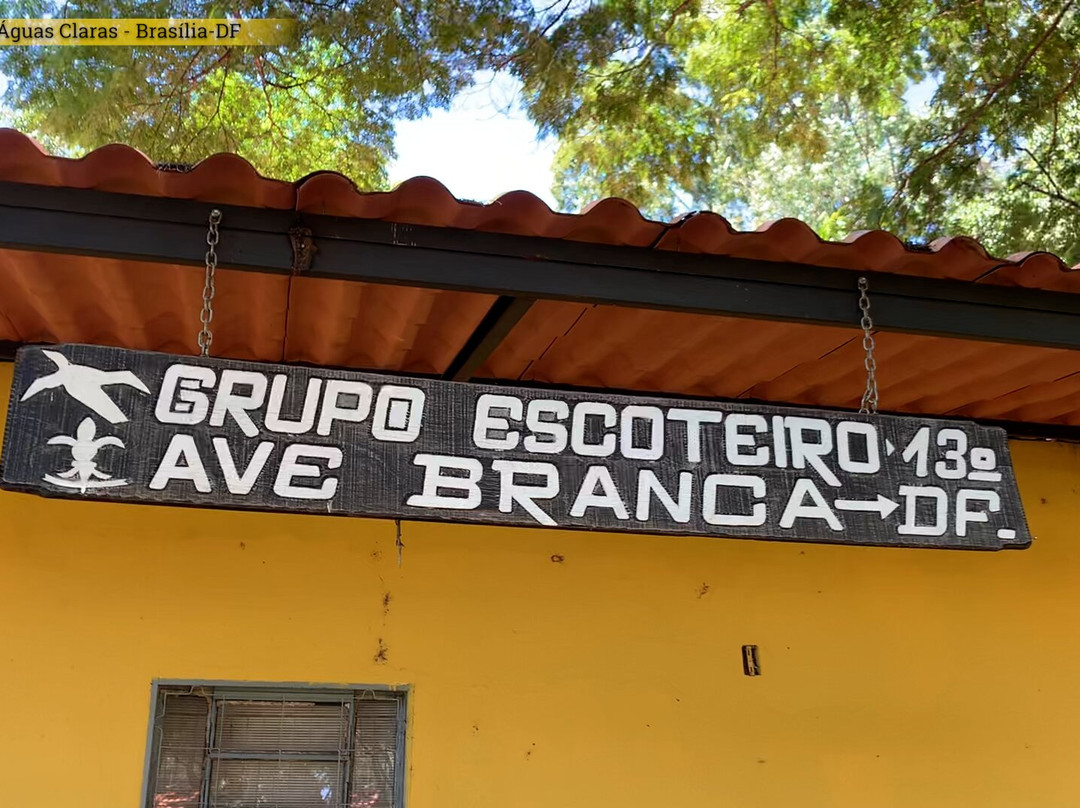 Águas Claras - Brasília-DF
GRUPO ESCOTEIRO 13º
AVE BRANCA→DF.